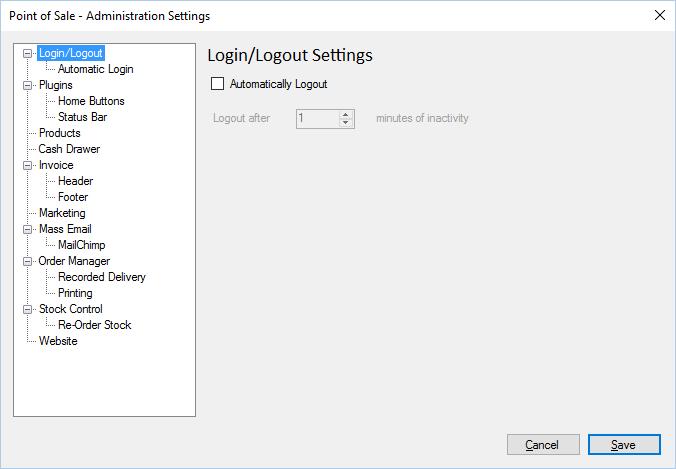 Point of Sale - Administration Settings
Login/Logout
Automatic Login
Plugins
Home Buttons
Status Bar
Products
Cash Drawer
Invoice
Header
Footer
Marketing
Mass Email
MailChimp
Order Manager
Recorded Delivery
Printing
Stock Control
Re-Order Stock
Website
Login/Logout Settings
Automatically Logout
Logout after 1 minutes of inactivity
Cancel Save